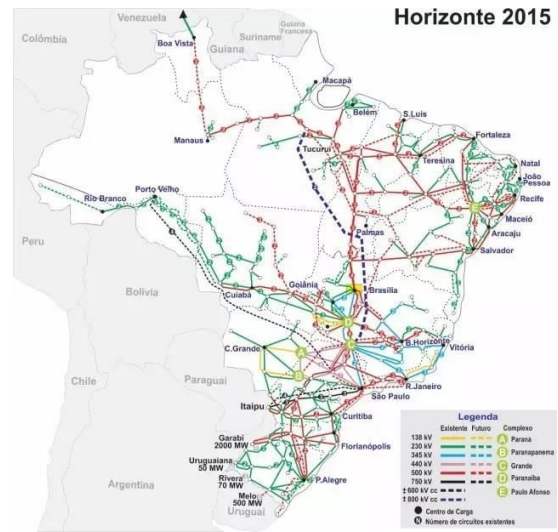 Horizonte 2015
Venezuela
Guiana
Francesa
Colômbia
Suriname
Guiana
Boa Vista
Macapá
Belém
S.Luis
Manaus
Tucuruí
Fortaleza
Teresina
Natal
João
Pessoa
Recife
Porto Velho
Rio Branco
Palmas
Maceió
Aracaju
Salvador
Peru
Bolívia
Cuiabá
Goiânia
Brasília
C.Grande
B.Horizonte
Vitória
Chile
Paraguai
São Paulo
R.Janeiro
Itaipu
Curitiba
Garabi
2000 MW
Florianópolis
Uruguaiana
50 MW
Rivera
70 MW
P.Alegre
Melo
500 MW
Argentina
Uruguai
A
B
C
D
E
Legenda
Existente Futuro Complexo
138 kV A Paraná
230 kV
345 kV B Paranapanema
440 kV C Grande
500 kV
750 kV D Paranaíba
±600 kV cc E Paulo Afonso
±800 kV cc
Centro de Carga
N Número de circuitos existentes